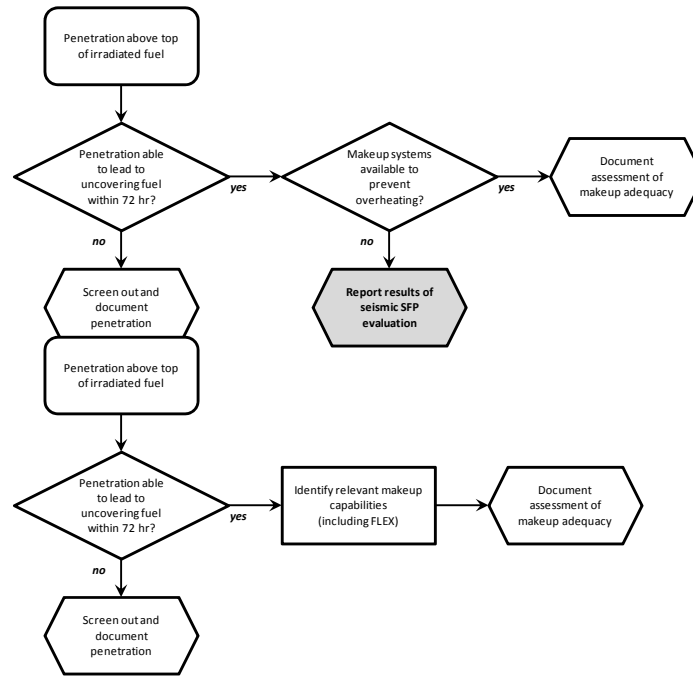 Penetration above top
of irradiated fuel
Penetration able
to lead to
uncovering fuel
within 72 hr?
yes
Makeup systems
available to
prevent
overheating?
yes
Document
assessment of
makeup adequacy
no
no
Screen out and
document
penetration
Report results of
seismic SFP
evaluation
Penetration above top
of irradiated fuel
Penetration able
to lead to
uncovering fuel
within 72 hr?
yes
Identify relevant makeup
capabilities
(including FLEX)
Document
assessment of
makeup adequacy
no
Screen out and
document
penetration